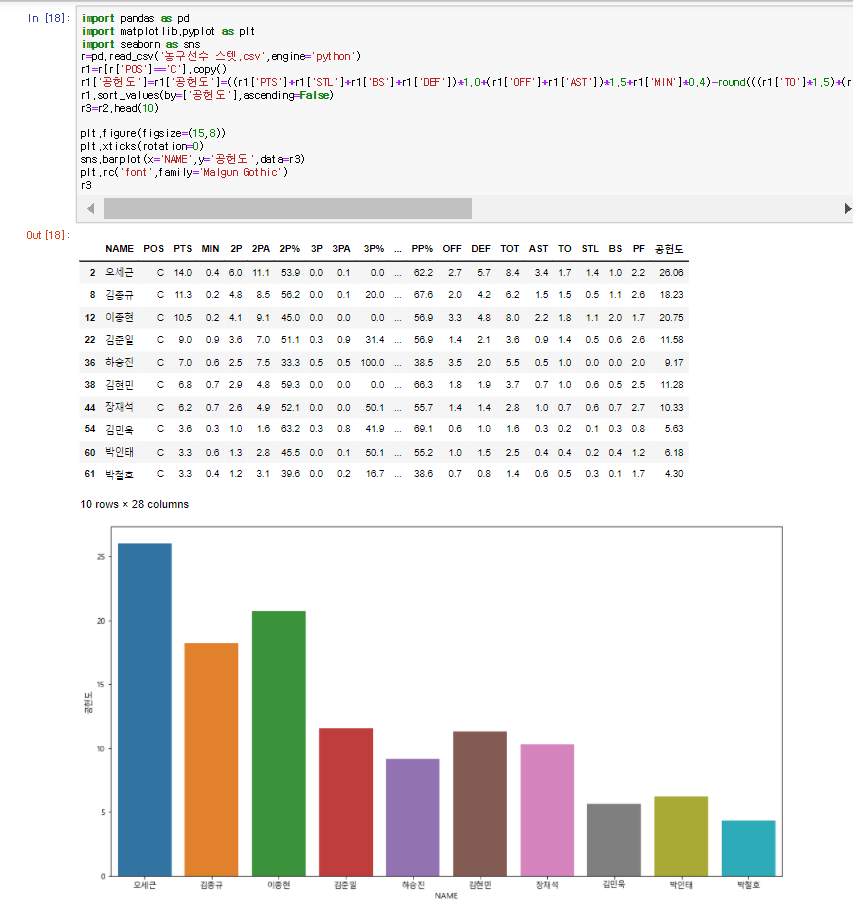 In [18]:
import pandas as pd
import matplotlib.pyplot as plt
import seaborn as sns
r=pd.read_csv('농구선수 스텟.csv',engine='python')
r1=r[r['POS']=='C'].copy()
r1['공헌도']=r1['공헌도']=((r1['PTS']+r1['STL']+r1['BS']+r1['DEF'])*1.0+(r1['OFF']+r1['AST'])*1.5+r1['MIN']*0.4)-round(((r1['TO']*1.5)+(r
r1.sort_values(by=['공헌도'],ascending=False)
r3=r2.head(10)
plt.figure(figsize=(15,8))
plt.xticks(rotation=0)
sns.barplot(x='NAME',y='공헌도',data=r3)
plt.rc('font',family='Malgun Gothic')
r3
Out [18]:
NAME POS PTS MIN 2P 2PA 2P% 3P 3PA 3P% ... PP% OFF DEF TOT AST TO STL BS PF 공헌도
2 오세근 C 14.0 0.4 6.0 11.1 53.9 0.0 0.1 0.0 ... 62.2 2.7 5.7 8.4 3.4 1.7 1.4 1.0 2.2 26.06
8 김종규 C 11.3 0.2 4.8 8.5 56.2 0.0 0.1 20.0 ... 67.6 2.0 4.2 6.2 1.5 1.5 0.5 1.1 2.6 18.23
12 이종현 C 10.5 0.2 4.1 9.1 45.0 0.0 0.0 0.0 ... 56.9 3.3 4.8 8.0 2.2 1.8 1.1 2.0 1.7 20.75
22 김준일 C 9.0 0.9 3.6 7.0 51.1 0.3 0.9 31.4 ... 56.9 1.4 2.1 3.6 0.9 1.4 0.5 0.6 2.6 11.58
36 하승진 C 7.0 0.6 2.5 7.5 33.3 0.5 0.5 100.0 ... 38.5 3.5 2.0 5.5 0.5 1.0 0.0 0.0 2.0 9.17
38 김현민 C 6.8 0.7 2.9 4.8 59.3 0.0 0.0 0.0 ... 66.3 1.8 1.9 3.7 0.7 1.0 0.6 0.5 2.5 11.28
44 장재석 C 6.2 0.7 2.6 4.9 52.1 0.0 0.0 50.1 ... 55.7 1.4 1.4 2.8 1.0 0.7 0.6 0.7 2.7 10.33
54 김민욱 C 3.6 0.3 1.0 1.6 63.2 0.3 0.8 41.9 ... 69.1 0.6 1.0 1.6 0.3 0.2 0.1 0.3 0.8 5.63
60 박인태 C 3.3 0.6 1.3 2.8 45.5 0.0 0.1 50.1 ... 55.2 1.0 1.5 2.5 0.4 0.4 0.2 0.4 1.2 6.18
61 박철호 C 3.3 0.4 1.2 3.1 39.6 0.0 0.2 16.7 ... 38.6 0.7 0.8 1.4 0.6 0.5 0.3 0.1 1.7 4.30
10 rows × 28 columns
25
20
15
공헌도
10
5
0
오세근 김종규 이종현 김준일 하승진 김현민 장재석 김민욱 박인태 박철호
NAME